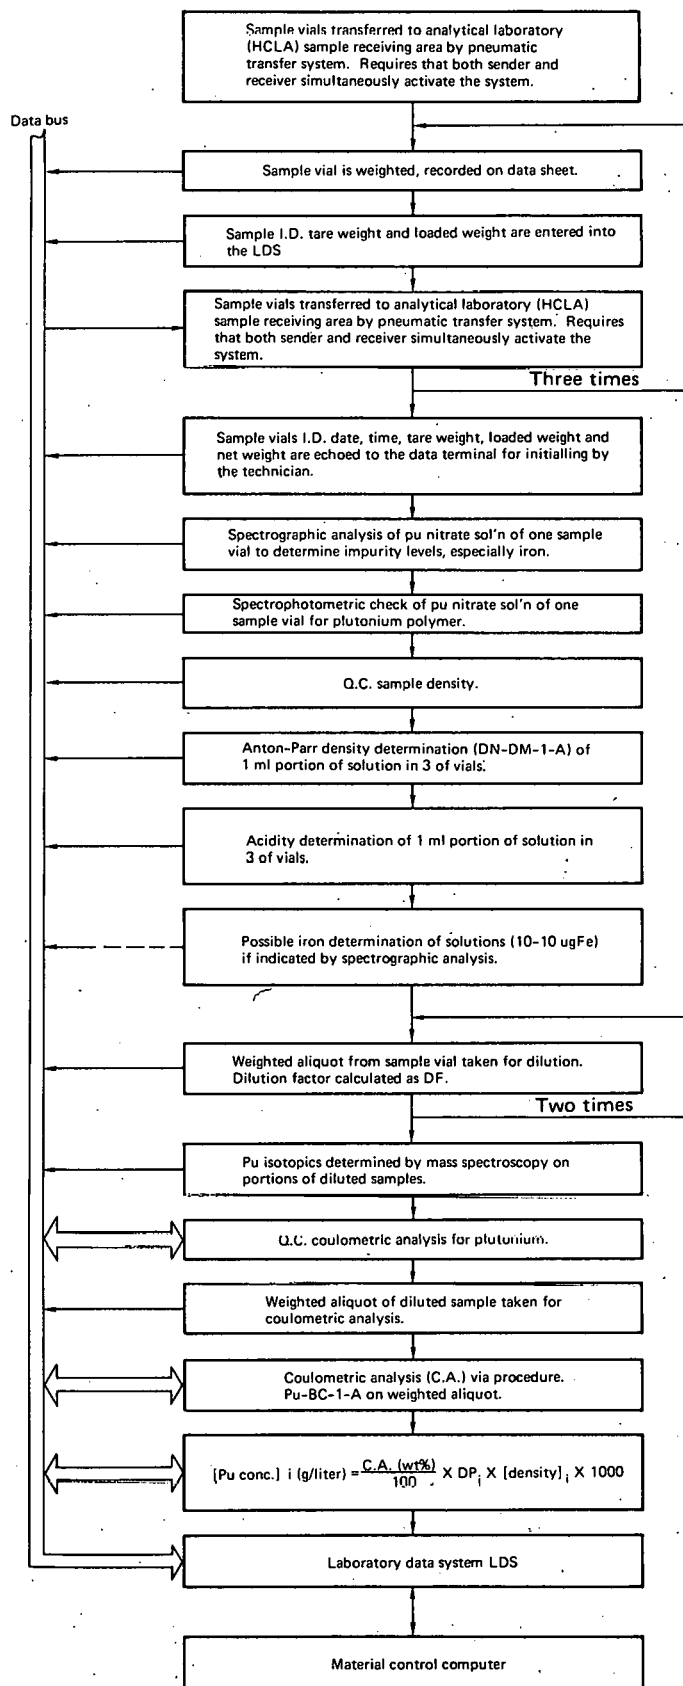 Sample vials transferred to analytical laboratory
(HCLA) sample receiving area by pneumatic
transfer system. Requires that both sender and
receiver simultaneously activate the system.
Data bus
Sample vial is weighted, recorded on data sheet.
Sample I.D. tare weight and loaded weight are entered into
the LDS
Sample vials transferred to analytical laboratory (HCLA)
sample receiving area by pneumatic transfer system. Requires
that both sender and receiver simultaneously activate the
system.
Three times
Sample vials I.D. date, time, tare weight, loaded weight and
net weight are echoed to the data terminal for initialling by
the technician.
Spectrographic analysis of pu nitrate sol'n of one sample
vial to determine impurity levels, especially iron.
Spectrophotometric check of pu nitrate sol'n of one
sample vial for plutonium polymer.
Q.C. sample density.
Anton-Parr density determination (DN-DM-1-A) of
1 ml portion of solution in 3 of vials.
Acidity determination of 1 ml portion of solution in
3 of vials.
Possible iron determination of solutions (10-10 ugFe)
if indicated by spectrographic analysis.
Weighted aliquot from sample vial taken for dilution.
Dilution factor calculated as DF.
Two times
Pu isotopics determined by mass spectroscopy on
portions of diluted samples.
Q.C. coulometric analysis for plutonium.
Weighted aliquot of diluted sample taken for
coulometric analysis.
Coulometric analysis (C.A.) via procedure.
Pu-BC-1-A on weighted aliquot.
[Pu conc.] i (g/liter) = C.A. (wt%) / 100 X DP i X [density] i X 1000
Laboratory data system LDS
Material control computer